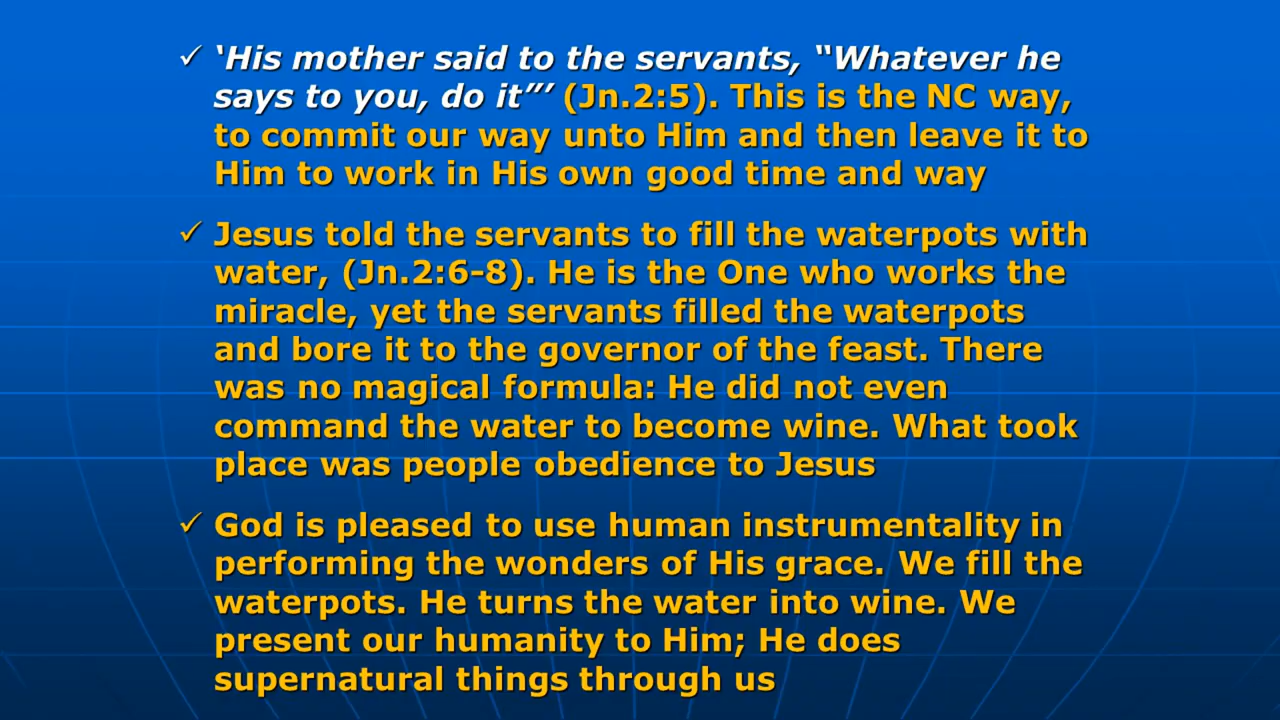 ✓ ‘His mother said to the servants, “Whatever he
says to you, do it”’ (Jn.2:5). This is the NC way,
to commit our way unto Him and then leave it to
Him to work in His own good time and way
✓ Jesus told the servants to fill the waterpots with
water, (Jn.2:6-8). He is the One who works the
miracle, yet the servants filled the waterpots
and bore it to the governor of the feast. There
was no magical formula: He did not even
command the water to become wine. What took
place was people obedience to Jesus
✓ God is pleased to use human instrumentality in
performing the wonders of His grace. We fill the
waterpots. He turns the water into wine. We
present our humanity to Him; He does
supernatural things through us